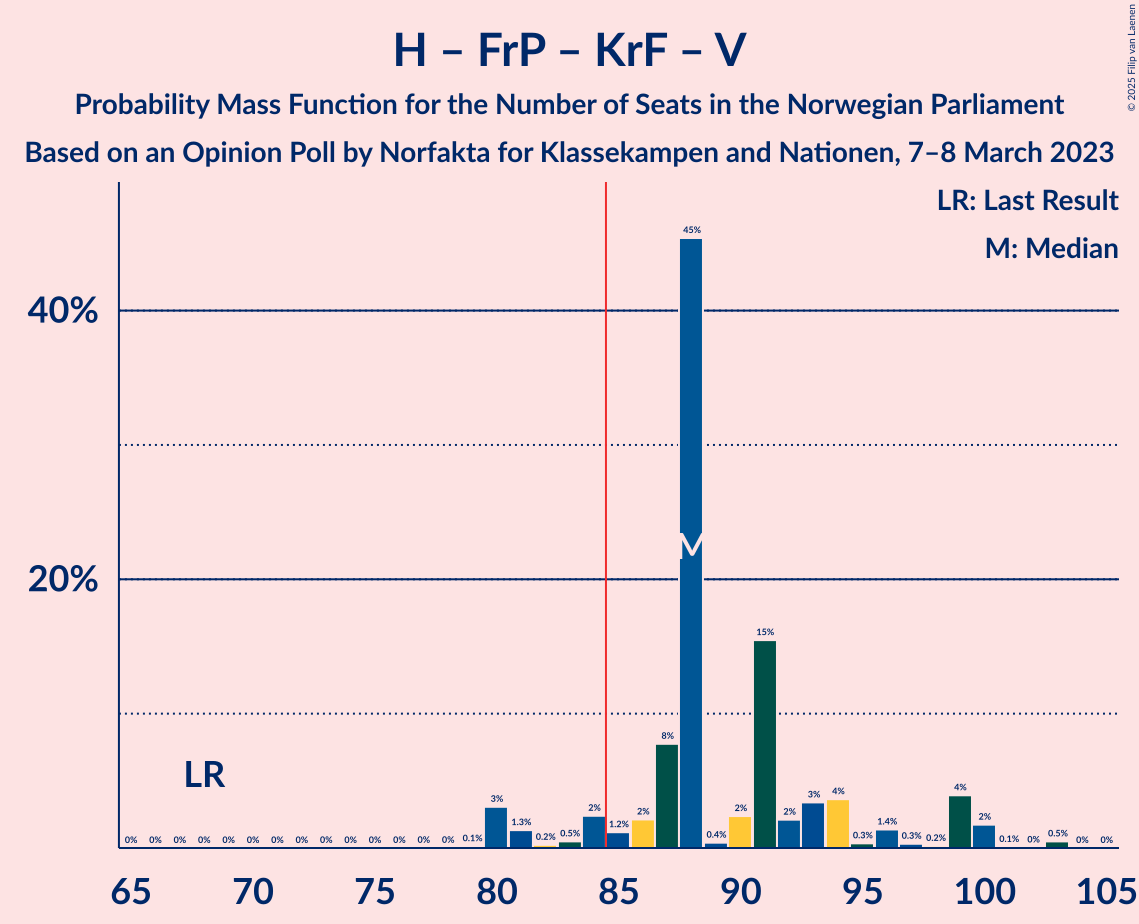 H – FrP – KrF – V
Probability Mass Function for the Number of Seats in the Norwegian Parliament
Based on an Opinion Poll by Norfakta for Klassekampen and Nationen, 7–8 March 2023
© 2025 Filip van Laenen
LR: Last Result
M: Median
40%
20%
LR
M
0% 0% 0% 0% 0% 0% 0% 0% 0% 0% 0% 0% 0% 0% 0.1% 3% 1.3% 0.2% 0.5% 2% 1.2% 2% 8% 45% 0.4% 2% 15% 2% 3% 4% 0.3% 1.4% 0.3% 0.2% 4% 2% 0.1% 0% 0.5% 0% 0%
65 70 75 80 85 90 95 100 105